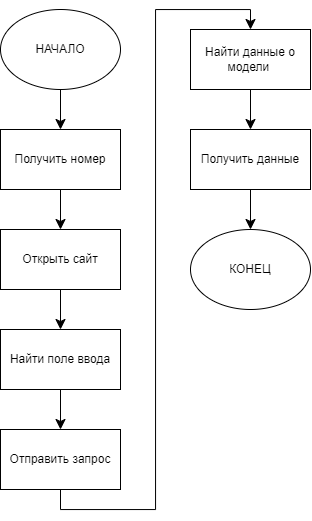 НАЧАЛО
Получить номер
Открыть сайт
Найти поле ввода
Отправить запрос
Найти данные о
модели
Получить данные
КОНЕЦ